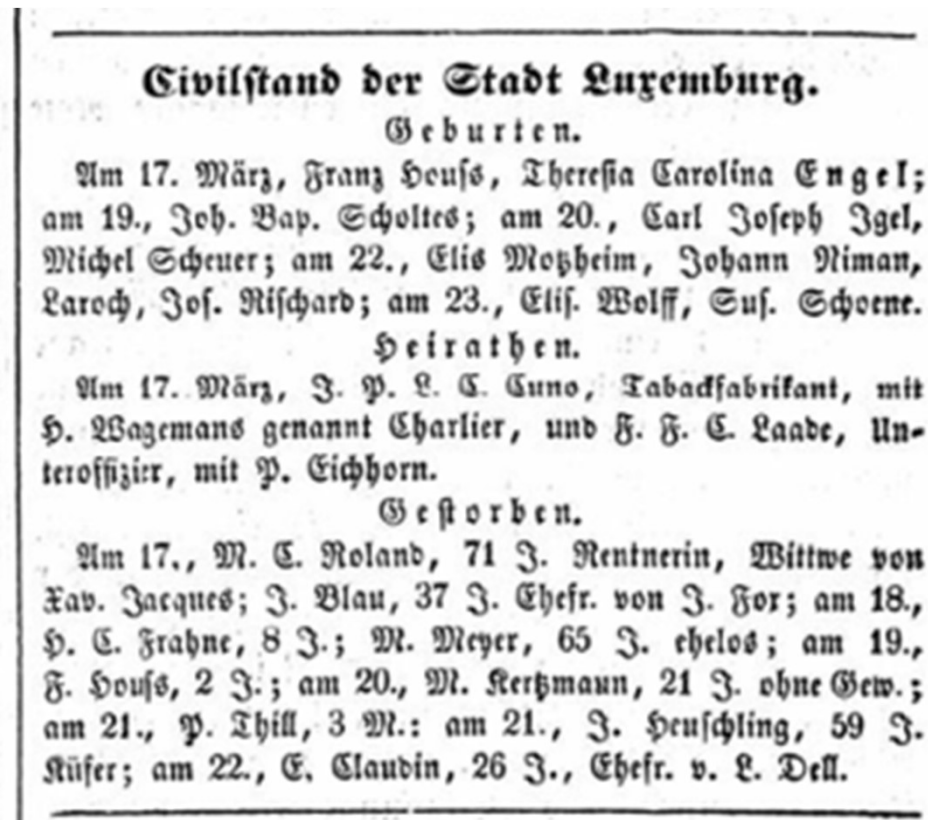 Civilstand der Stadt Luxemburg.
Geburten.
Am 17. März, Franz Houss, Theresia Carolina Engel;
am 19., Joh. Bap. Scholtes; am 20., Carl Joseph Igel,
Michel Scheuer; am 22., Elis Motzheim, Johann Niman,
Laroch, Jos. Rischard; am 23., Elis. Wolff, Sus. Schoene.
Heirathen.
Am 17. März, J. P. L. C. Cuno, Tabackfabrikant, mit
H. Wagemans genannt Charlier, und F. F. C. Laade, Un-
teroffizier, mit P. Eichhorn.
Gestorben.
Am 17., M. C. Roland, 71 J. Rentnerin, Wittwe von
Xav. Jacques; J. Blau, 37 J. Ehefr. von J. For; am 18.,
H. C. Frahne, 8 J.; M. Meyer, 65 J. ehelos; am 19.,
F. Houss, 2 J.; am 20., M. Kertzmann, 21 J. ohne Gew.;
am 21., P. Thill, 3 M.: am 21., J. Heuschling, 59 J.
Küfer; am 22., E. Claudin, 26 J., Ehefr. v. L. Dell.